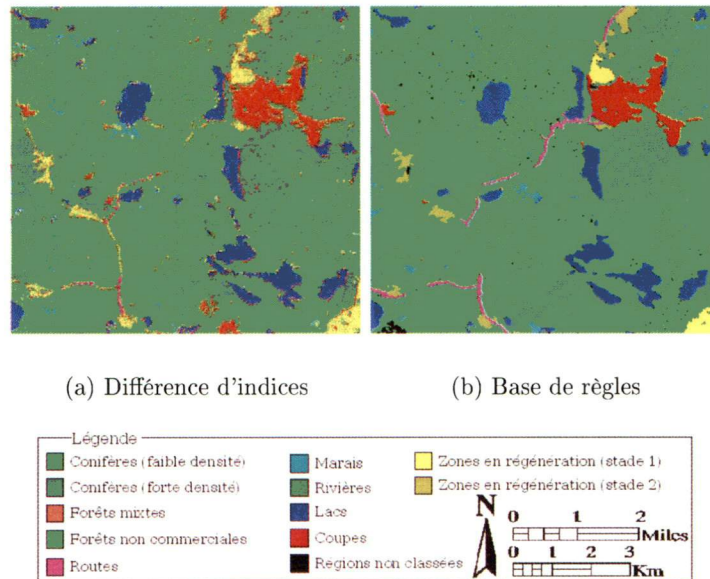 (a) Différence d'indices
(b) Base de règles
Légende
Conifères (faible densité)
Conifères (forte densité)
Forêts mixtes
Forêts non commerciales
Routes
Marais
Rivières
Lacs
Coupes
Régions non classées
Zones en régénération (stade 1)
Zones en régénération (stade 2)
N
0 1 2
Miles
0 1 2 3
Km